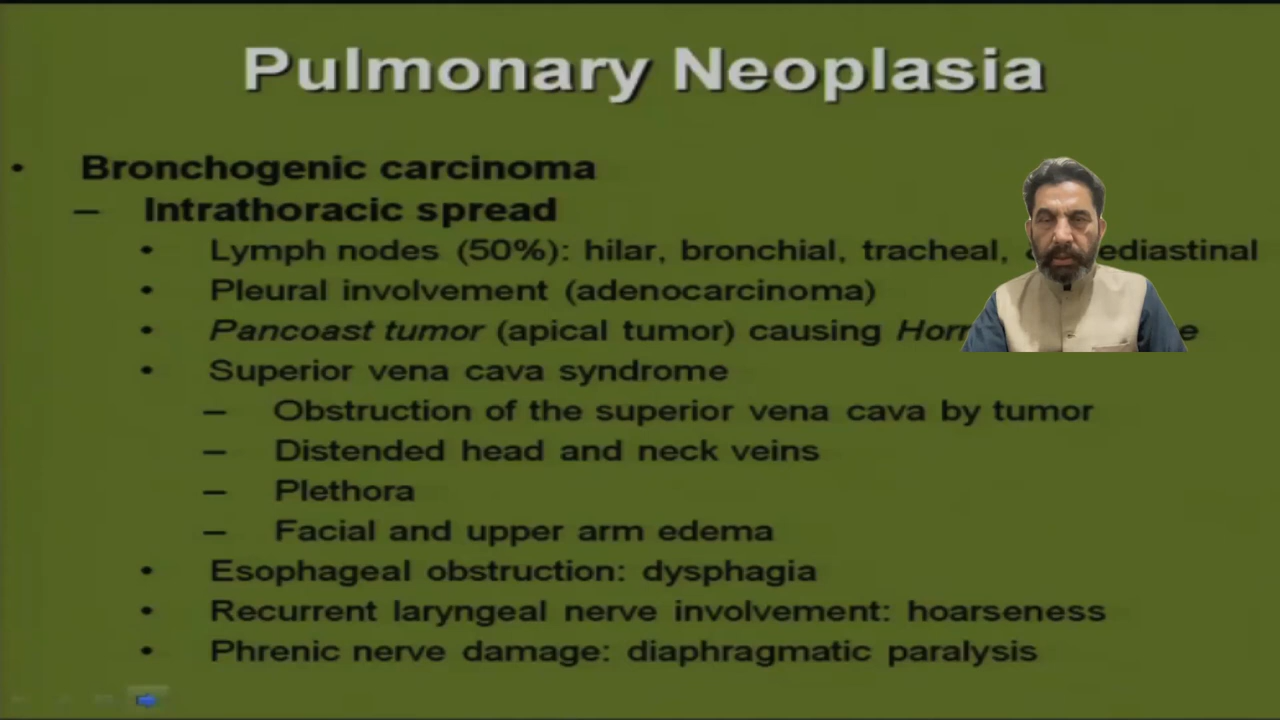 Pulmonary Neoplasia
• Bronchogenic carcinoma
– Intrathoracic spread
• Lymph nodes (50%): hilar, bronchial, tracheal,
• Pleural involvement (adenocarcinoma)
• Pancoast tumor (apical tumor) causing
• Superior vena cava syndrome
– Obstruction of the superior vena cava by tumor
– Distended head and neck veins
– Plethora
– Facial and upper arm edema
• Esophageal obstruction: dysphagia
• Recurrent laryngeal nerve involvement: hoarseness
• Phrenic nerve damage: diaphragmatic paralysis